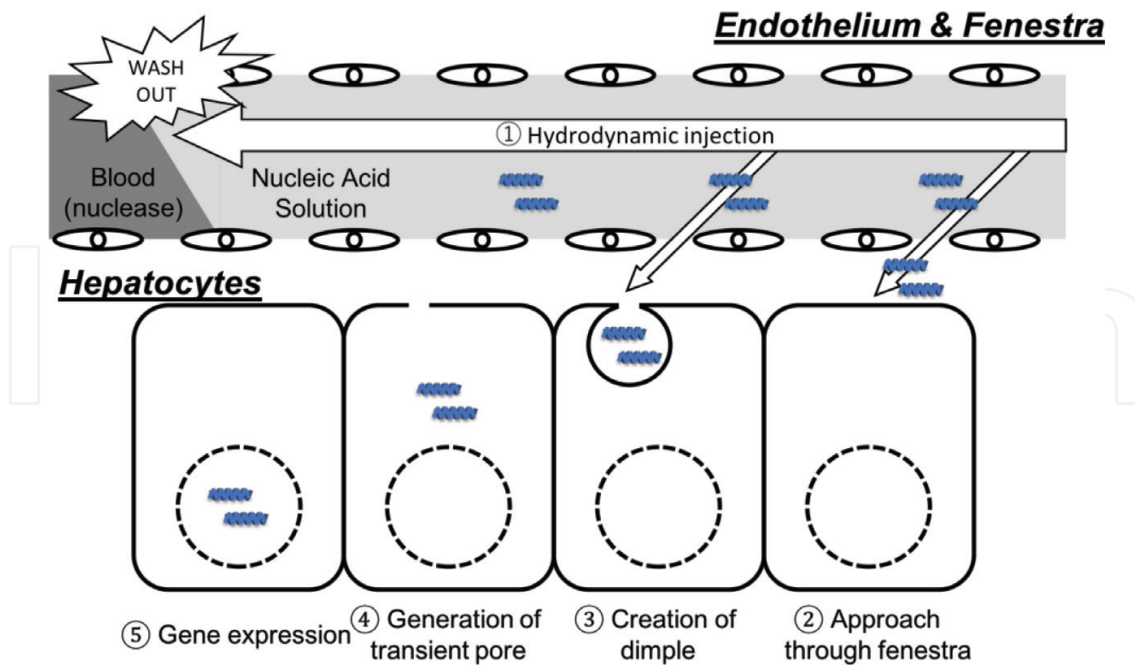 Endothelium & Fenestra
WASH
OUT
① Hydrodynamic injection
Blood
(nuclease)
Nucleic Acid
Solution
Hepatocytes
⑤ Gene expression
④ Generation of
transient pore
③ Creation of
dimple
② Approach
through fenestra